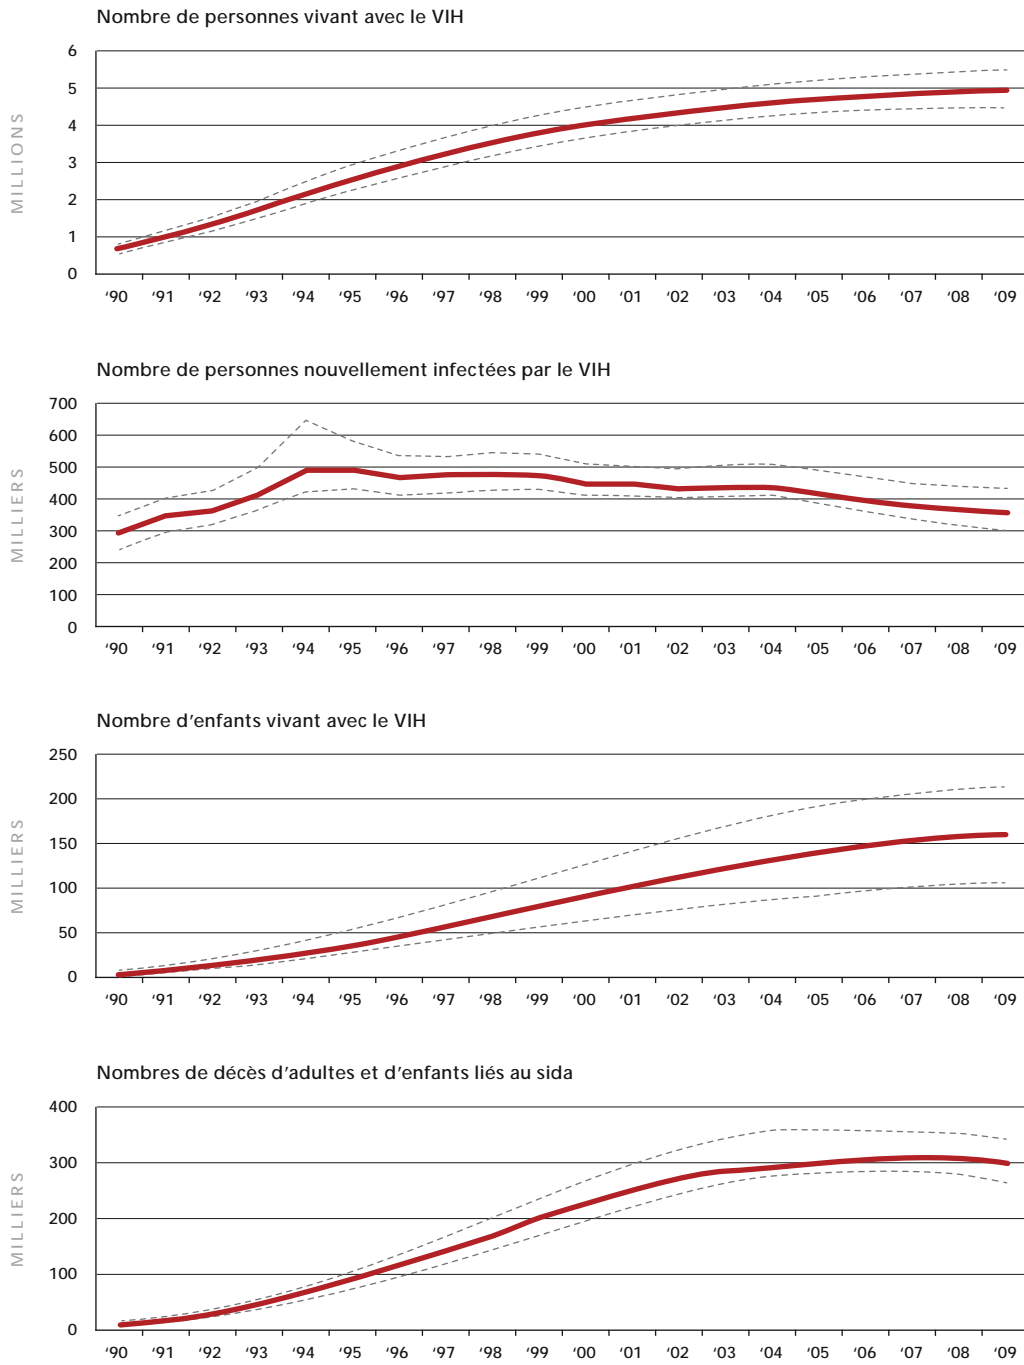 Nombre de personnes vivant avec le VIH
6
5
4
3
2
1
0
MILLIONS
‘90 ‘91 ‘92 ‘93 ‘94 ‘95 ‘96 ‘97 ‘98 ‘99 ‘00 ‘01 ‘02 ‘03 ‘04 ‘05 ‘06 ‘07 ‘08 ‘09
Nombre de personnes nouvellement infectées par le VIH
700
600
500
400
300
200
100
0
MILLIERS
‘90 ‘91 ‘92 ‘93 ‘94 ‘95 ‘96 ‘97 ‘98 ‘99 ‘00 ‘01 ‘02 ‘03 ‘04 ‘05 ‘06 ‘07 ‘08 ‘09
Nombre d’enfants vivant avec le VIH
250
200
150
100
50
0
MILLIERS
‘90 ‘91 ‘92 ‘93 ‘94 ‘95 ‘96 ‘97 ‘98 ‘99 ‘00 ‘01 ‘02 ‘03 ‘04 ‘05 ‘06 ‘07 ‘08 ‘09
Nombres de décès d’adultes et d’enfants liés au sida
400
300
200
100
0
MILLIERS
‘90 ‘91 ‘92 ‘93 ‘94 ‘95 ‘96 ‘97 ‘98 ‘99 ‘00 ‘01 ‘02 ‘03 ‘04 ‘05 ‘06 ‘07 ‘08 ‘09